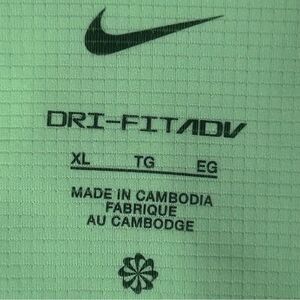 DRI-FIT ADV
XL TG EG
MADE IN CAMBODIA
FABRIQUE
AU CAMBODGE